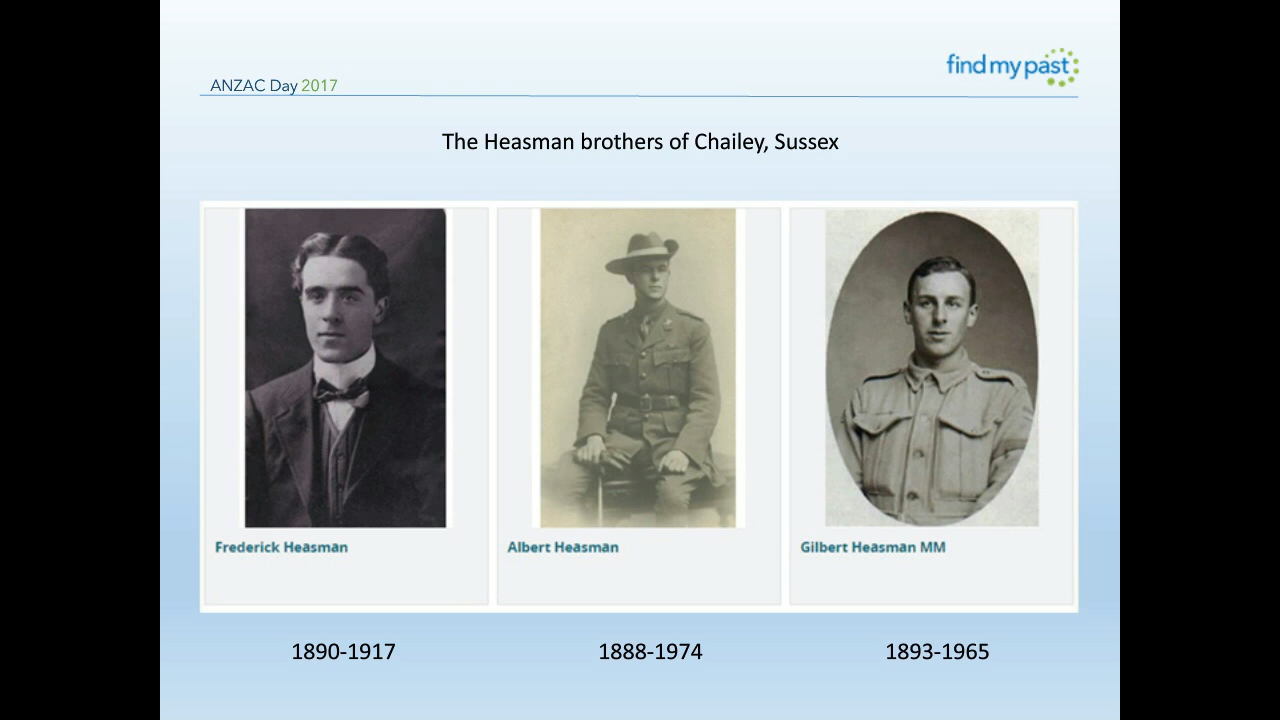 ANZAC Day 2017
findmypast
The Heasman brothers of Chailey, Sussex
Frederick Heasman
Albert Heasman
Gilbert Heasman MM
1890-1917
1888-1974
1893-1965